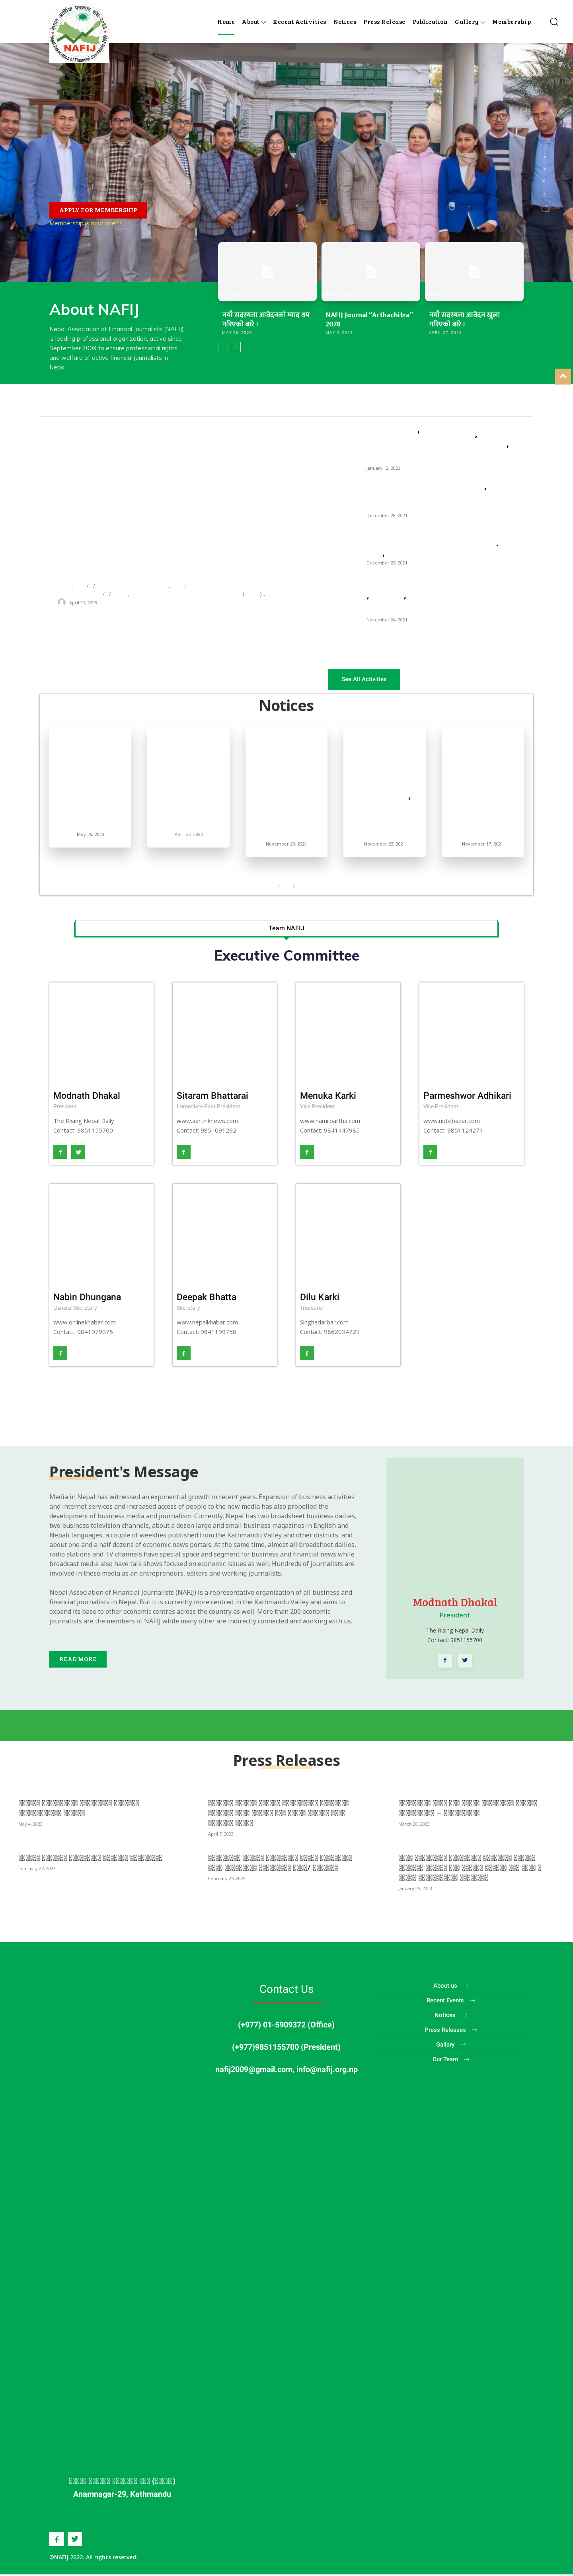 NAFIJ
Home About Recent Activities Notices Press Release Publication Gallery Membership
APPLY FOR MEMBERSHIP
Membership is now open !
About NAFIJ
Nepal Association of Financial Journalists (NAFIJ)
is leading professional organization, active since
September 2009 to ensure professional rights
and welfare of active financial journalists in
Nepal.
नयाँ सदस्यता आवेदनको म्याद थप
गरिएको बारे ।
NAFIJ Journal “Arthachitra”
2078
MAY 9, 2023
नयाँ सदस्यता आवेदन खुला
गरिएको बारे ।
APRIL 27, 2023
April 27, 2023
January 12, 2022
December 28, 2021
December 25, 2021
November 24, 2021
See All Activities
Notices
May 26, 2023
April 27, 2023
November 29, 2021
November 23, 2021
November 17, 2021
Team NAFIJ
Executive Committee
Modnath Dhakal
President
The Rising Nepal Daily
Contact: 9851155700
Sitaram Bhattarai
Immediate Past President
www.aarthiknews.com
Contact: 9851091292
Menuka Karki
Vice President
www.hamroartha.com
Contact: 9841447985
Parmeshwor Adhikari
Vice President
www.notebazar.com
Contact: 9851124271
Nabin Dhungana
General Secretary
www.onlinekhabar.com
Contact: 9841979075
Deepak Bhatta
Secretary
www.nepalkhabar.com
Contact: 9841199758
Dilu Karki
Treasurer
Singhadarbar.com
Contact: 9862034722
President's Message
Media in Nepal has witnessed an exponential growth in recent years. Expansion of business activities
and internet services and increased access of people to the new media has also propelled the
development of business media and journalism. Currently, Nepal has two broadsheet business dailies,
two business television channels, about a dozen large and small business magazines in English and
Nepali languages, a couple of weeklies published from the Kathmandu Valley and other districts, and
about one and a half dozens of economic news portals. At the same time, almost all broadsheet dailies,
radio stations and TV channels have special space and segment for business and financial news while
broadcast media also have talk shows focused on economic issues as well. Hundreds of journalists are
involved in these media as an entrepreneurs, editors and working journalists.
Nepal Association of Financial Journalists (NAFIJ) is a representative organization of all business and
financial journalists in Nepal. But it is currently more centred in the Kathmandu Valley and aims to
expand its base to other economic centres across the country as well. More than 200 economic
journalists are the members of NAFIJ while many other are directly connected and working with us.
READ MORE
Modnath Dhakal
President
The Rising Nepal Daily
Contact: 9851155700
Press Releases
May 4, 2023
April 7, 2023
March 28, 2023
February 27, 2023
February 25, 2023
January 25, 2023
Contact Us
(+977) 01-5909372 (Office)
(+977)9851155700 (President)
nafij2009@gmail.com, info@nafij.org.np
About us
Recent Events
Notices
Press Releases
Gallary
Our Team
Anamnagar-29, Kathmandu
©NAFIJ 2022. All rights reserved.